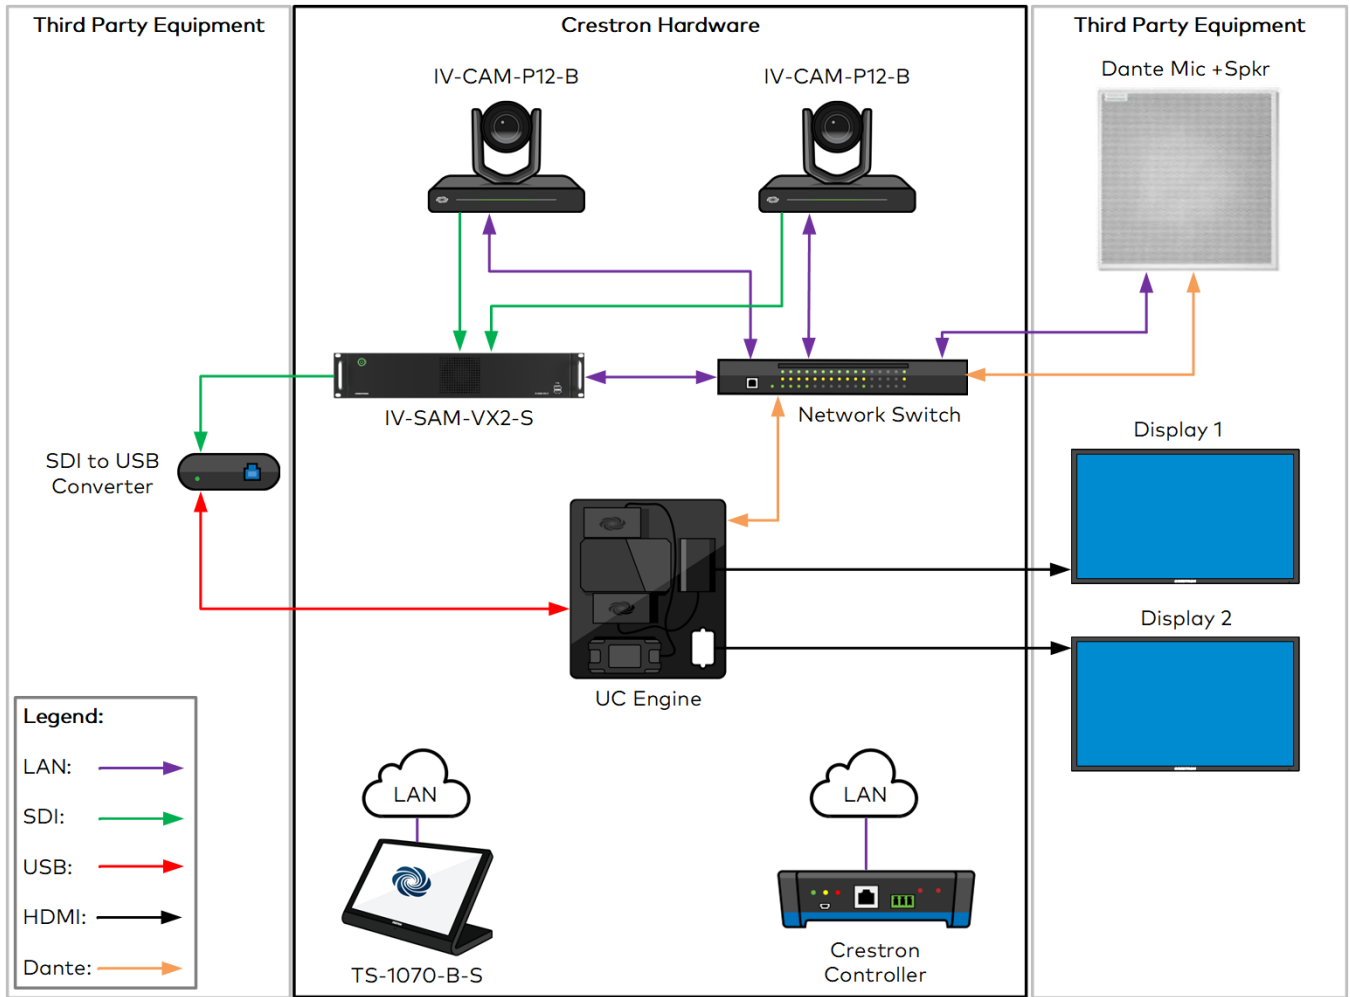 Third Party Equipment
Crestron Hardware
Third Party Equipment
IV-CAM-P12-B
IV-CAM-P12-B
Dante Mic +Spkr
IV-SAM-VX2-S
Network Switch
SDI to USB
Converter
Display 1
UC Engine
Display 2
Legend:
LAN:
SDI:
USB:
HDMI:
Dante:
LAN
LAN
TS-1070-B-S
Crestron
Controller